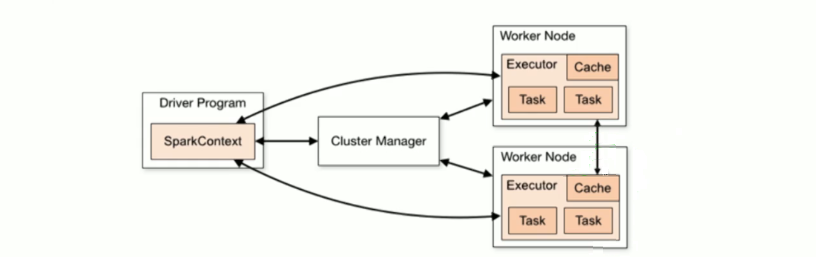 Driver Program
SparkContext
Cluster Manager
Worker Node
Executor
Cache
Task
Task
Worker Node
Executor
Cache
Task
Task